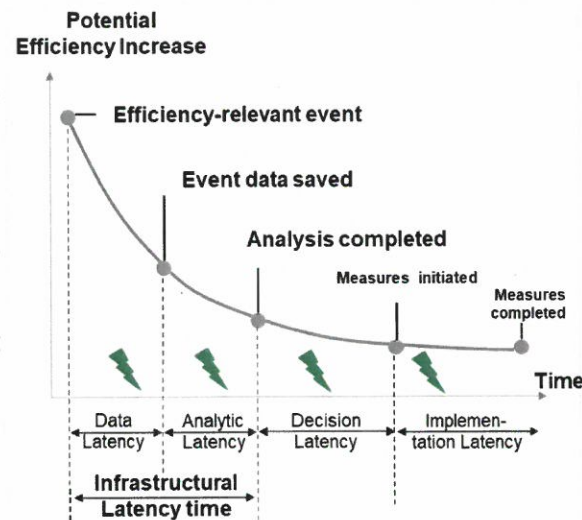 Potential
Efficiency Increase
Efficiency-relevant event
Event data saved
Analysis completed
Measures initiated
Measures
completed
Time
Data
Latency
Analytic
Latency
Decision
Latency
Implemen-
tation Latency
Infrastructural
Latency time